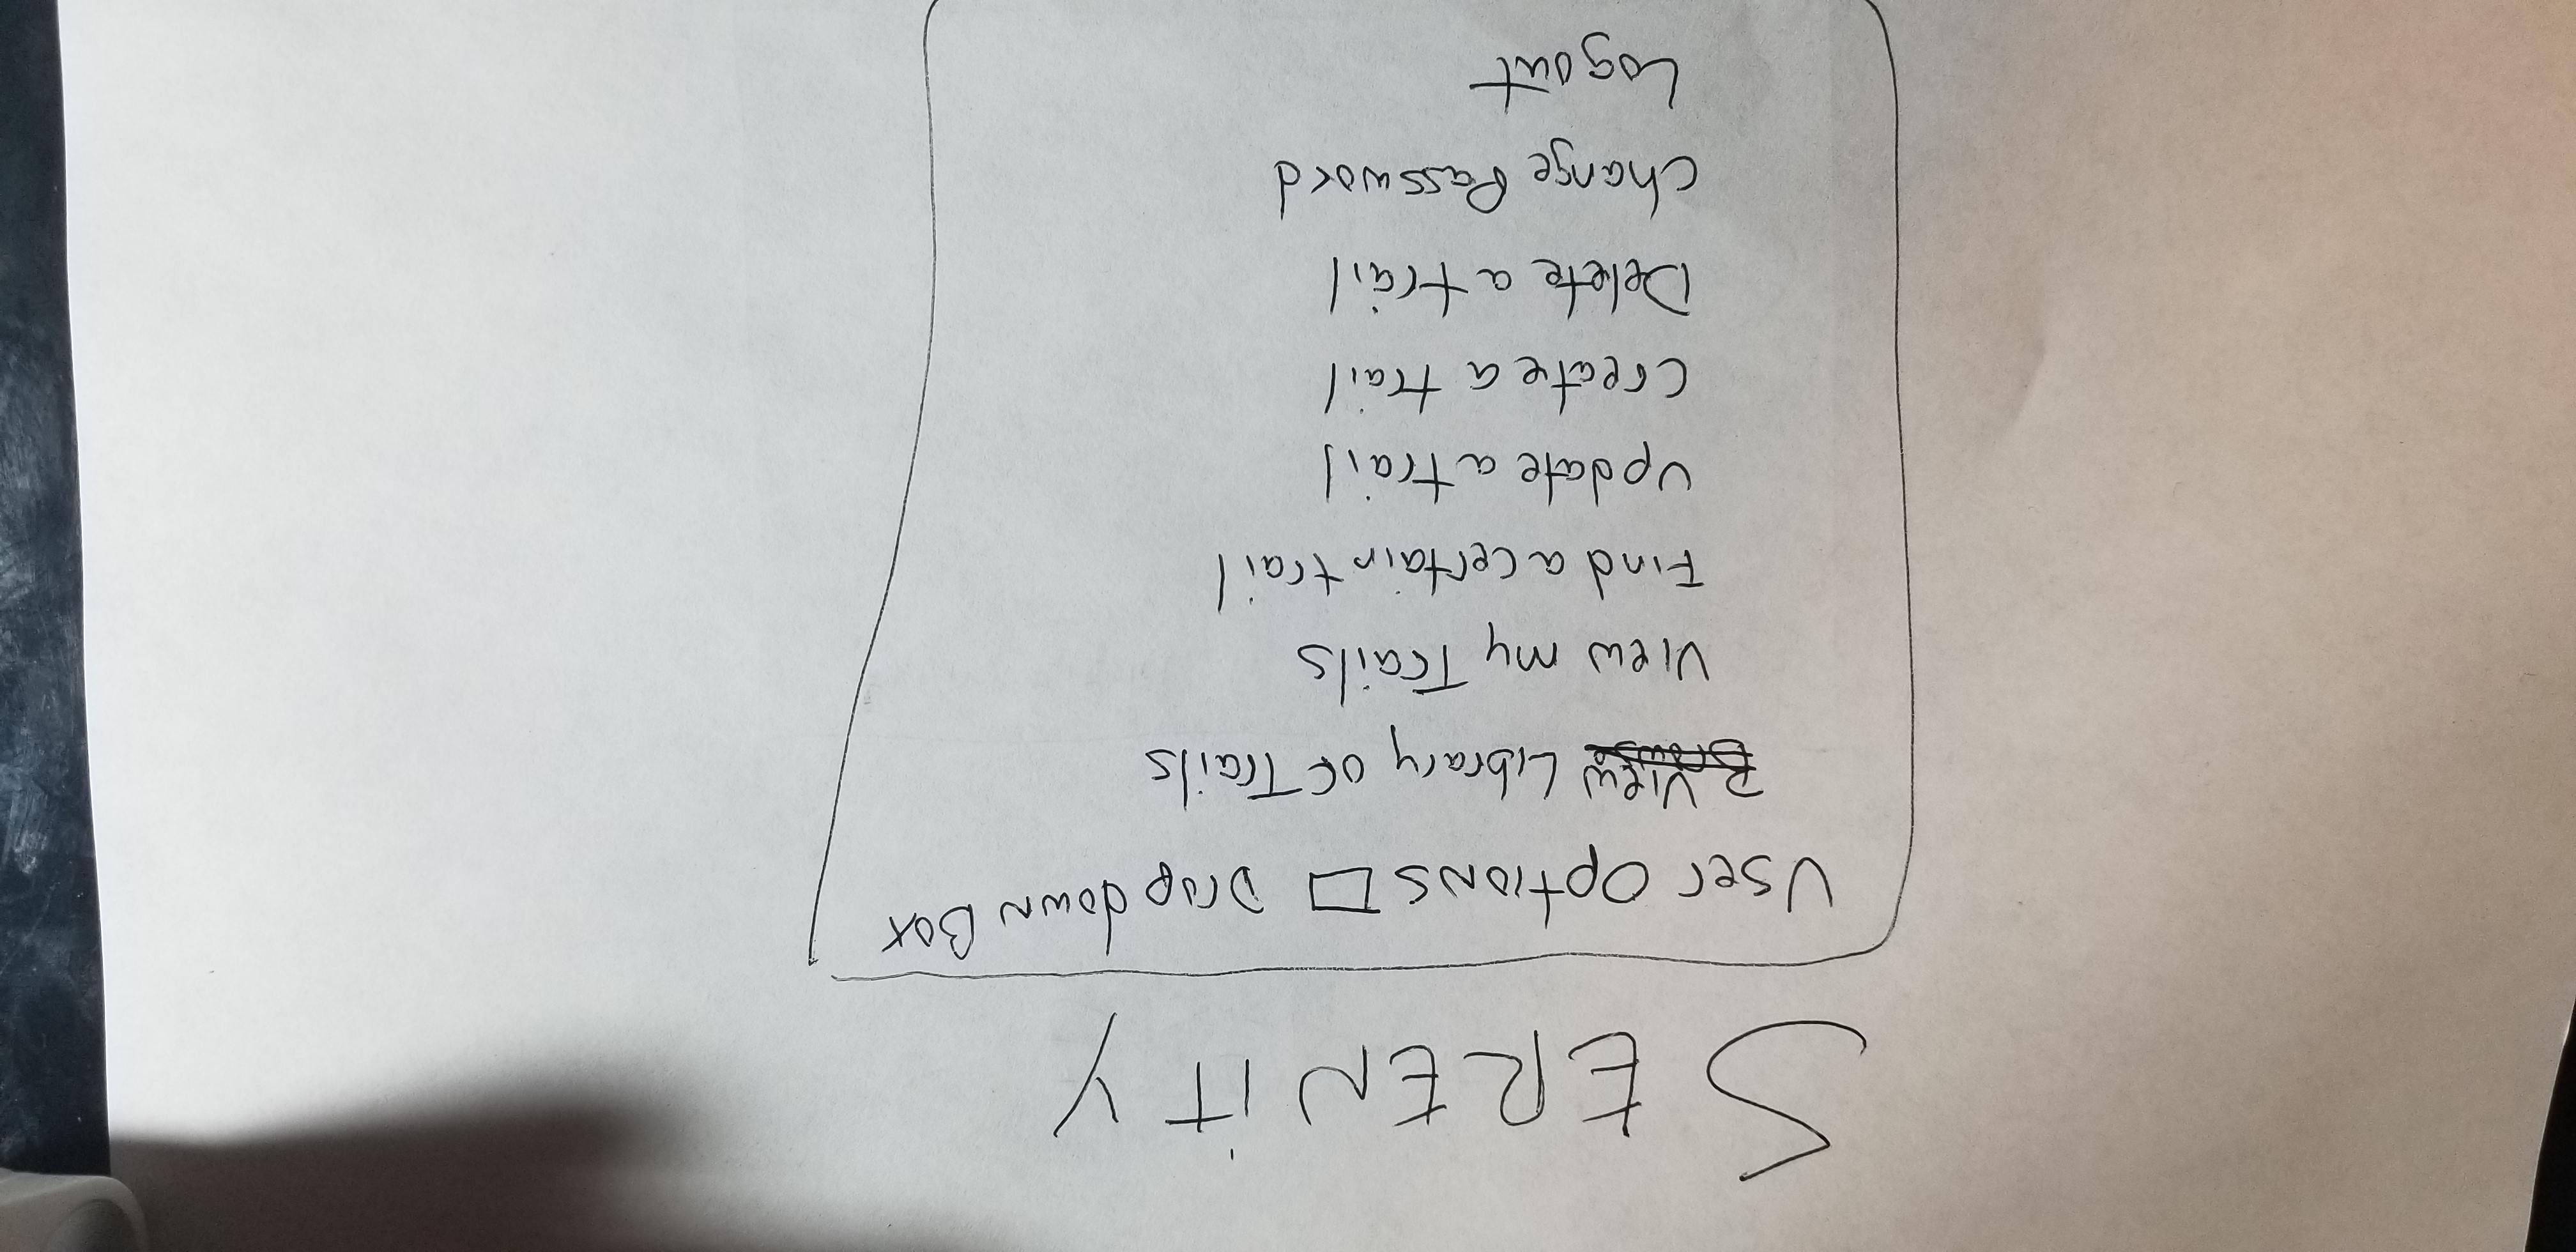 SERENiTY
User Options Drop down Box
View Library of Trails
View my Trails
Find a certain trail
Update a trail
Create a trail
Delete a trail
Change Password
Logout